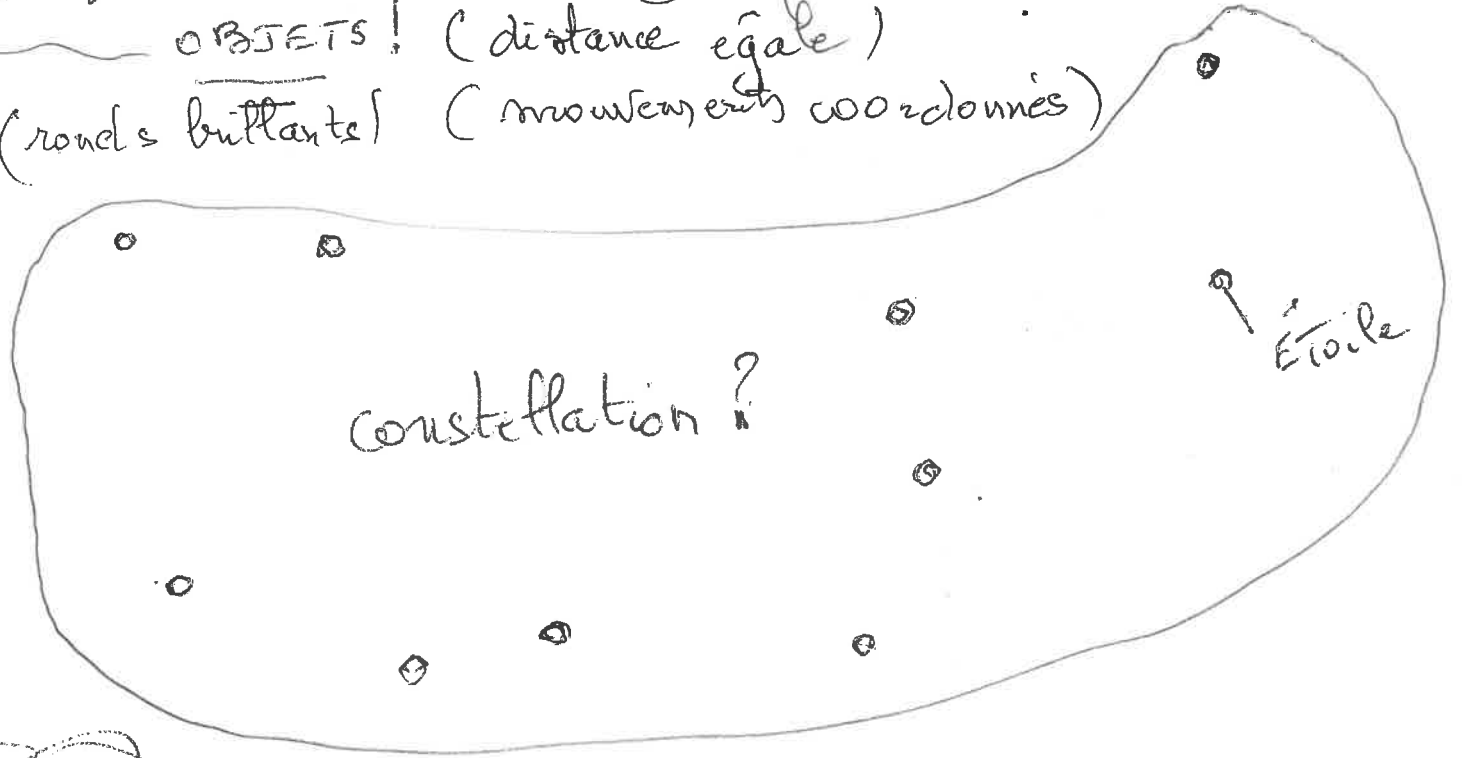 OBJETS! (distance égale)
(ronds brillants) (mouvements coordonnés)
Étoile
constellation?